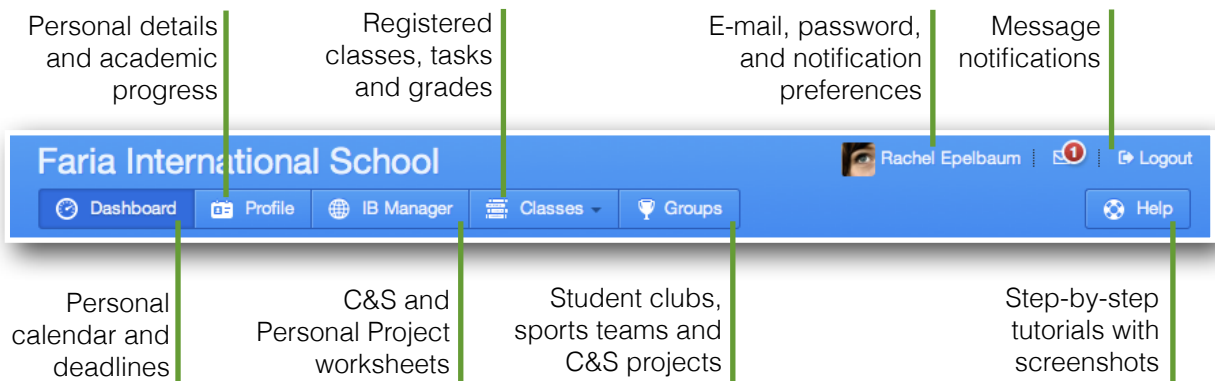 Personal details
and academic
progress
Registered
classes, tasks
and grades
E-mail, password,
and notification
preferences
Message
notifications
Faria International School
Rachel Epelbaum
1
Logout
Dashboard
Profile
IB Manager
Classes
Groups
Help
Personal
calendar and
deadlines
C&S and
Personal Project
worksheets
Student clubs,
sports teams and
C&S projects
Step-by-step
tutorials with
screenshots